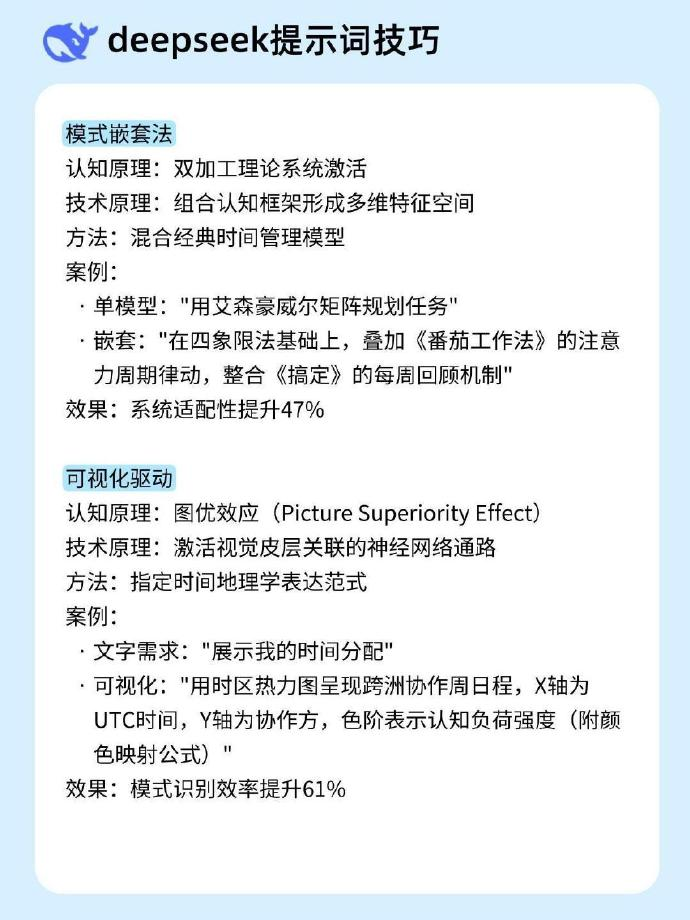 deepseek提示词技巧
模式嵌套法
认知原理：双加工理论系统激活
技术原理：组合认知框架形成多维特征空间
方法：混合经典时间管理模型
案例：
· 单模型："用艾森豪威尔矩阵规划任务"
· 嵌套："在四象限法基础上，叠加《番茄工作法》的注意
力周期律动，整合《搞定》的每周回顾机制"
效果：系统适配性提升47%
可视化驱动
认知原理：图优效应（Picture Superiority Effect）
技术原理：激活视觉皮层关联的神经网络通路
方法：指定时间地理学表达范式
案例：
· 文字需求："展示我的时间分配"
· 可视化："用时区热力图呈现跨洲协作周日程，X轴为
UTC时间，Y轴为协作方，色阶表示认知负荷强度（附颜
色映射公式）"
效果：模式识别效率提升61%